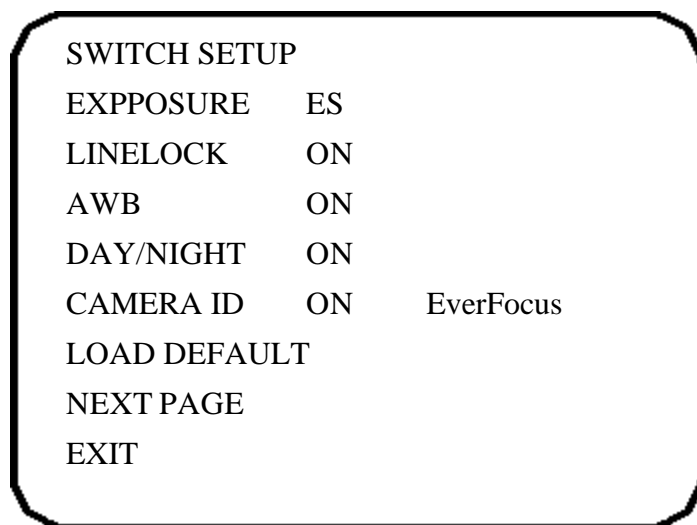 SWITCH SETUP
EXPPOSURE ES
LINELOCK ON
AWB ON
DAY/NIGHT ON
CAMERA ID ON EverFocus
LOAD DEFAULT
NEXT PAGE
EXIT